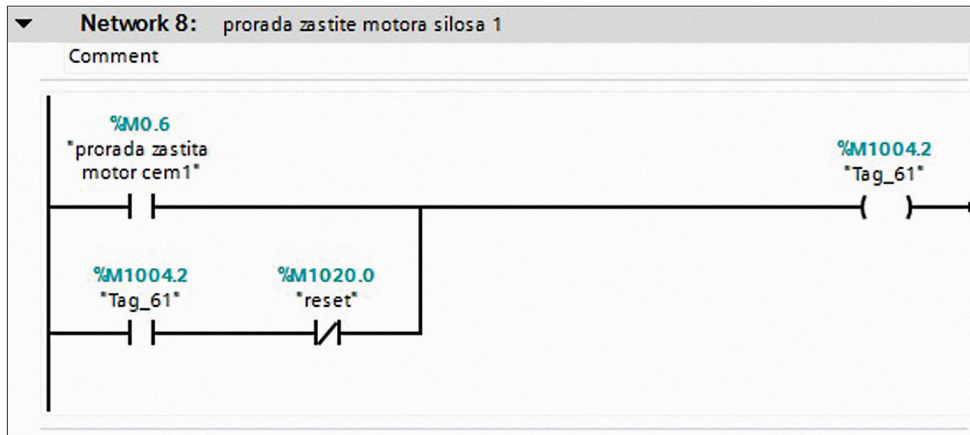 Network 8: prorada zastite motora silosa 1
Comment
%M0.6
"prorada zastita
motor cem1"
%M1004.2
"Tag_61"
%M1004.2
"Tag_61"
%M1020.0
"reset"